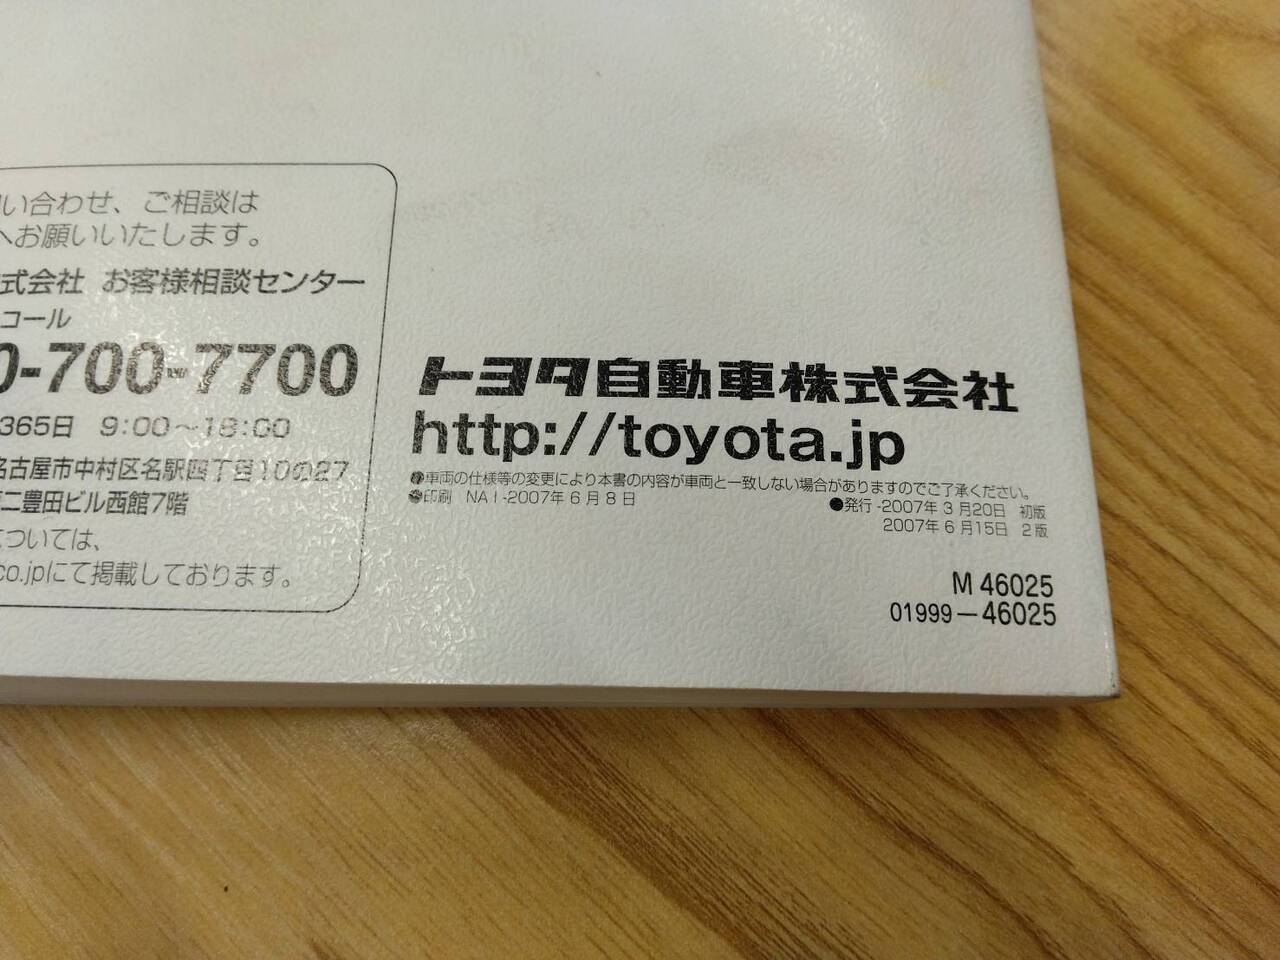 い合わせ、ご相談は
へお願いいたします。
式会社 お客様相談センター
コール
0-700-7700
365日 9:00～18:00
名古屋市中村区名駅四丁目10の27
二豊田ビル西館7階
ついては、
co.jpにて掲載しております。
トヨタ自動車株式会社
http://toyota.jp
●車両の仕様等の変更により本書の内容が車両と一致しない場合がありますのでご了承ください。
●印刷 NAI-2007年6月8日
●発行-2007年3月20日 初版
2007年6月15日 2版
M 46025
01999－46025